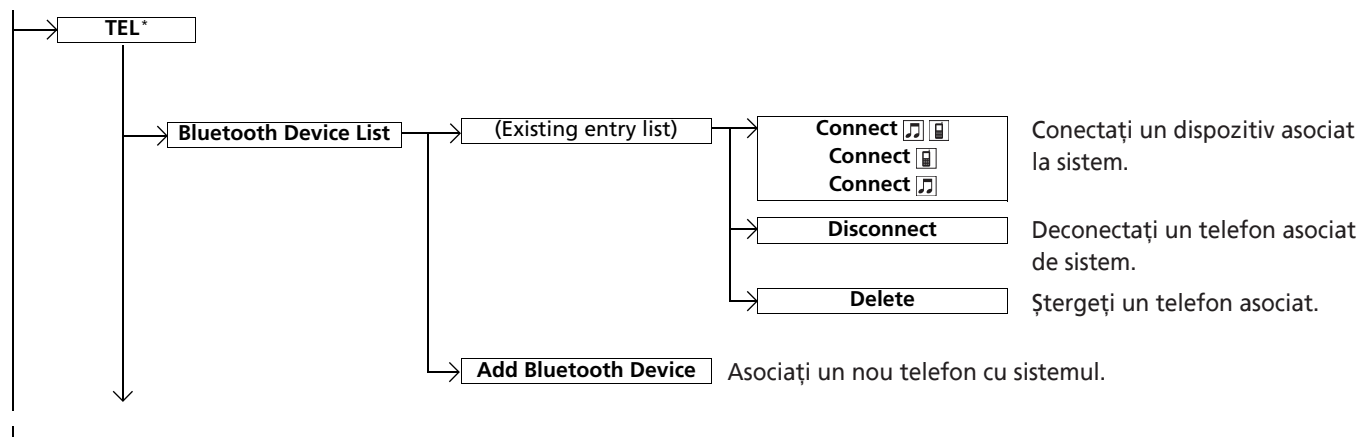 TEL*
Bluetooth Device List
(Existing entry list)
Connect
Connect
Connect
Conectați un dispozitiv asociat
la sistem.
Disconnect
Deconectați un telefon asociat
de sistem.
Delete
Ștergeți un telefon asociat.
Add Bluetooth Device
Asociați un nou telefon cu sistemul.